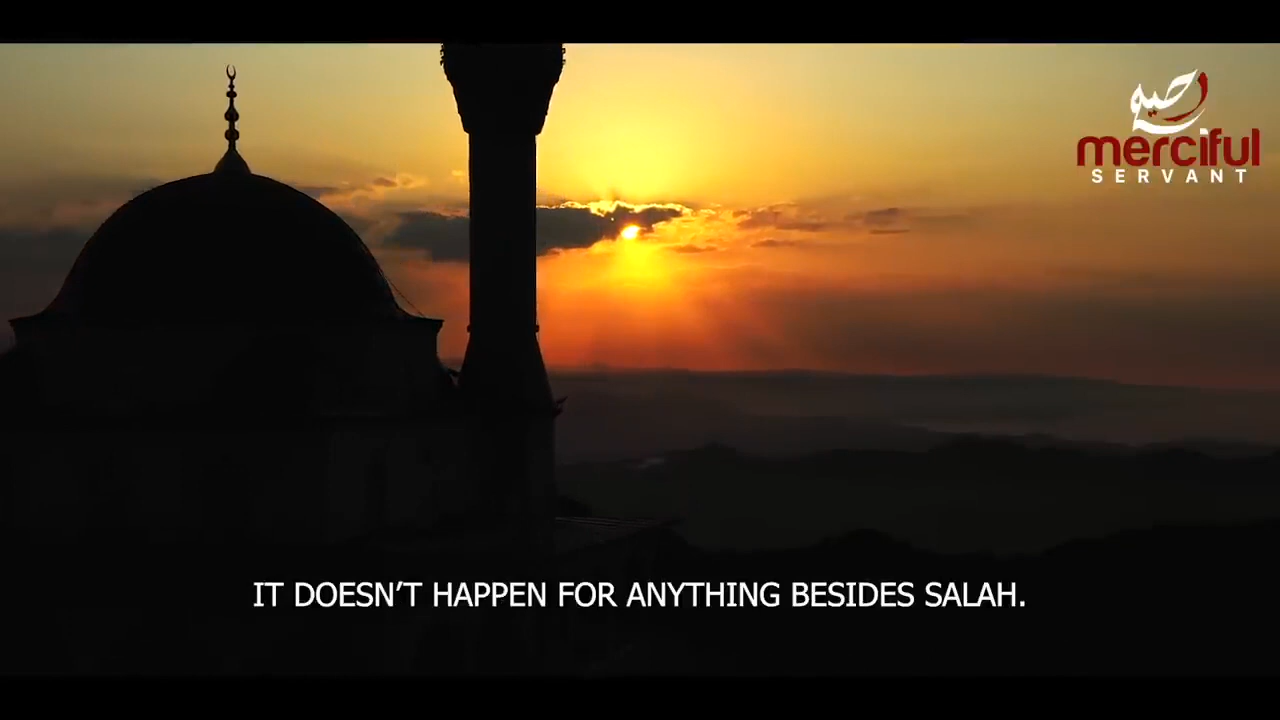 merciful
SERVANT
IT DOESN'T HAPPEN FOR ANYTHING BESIDES SALAH.